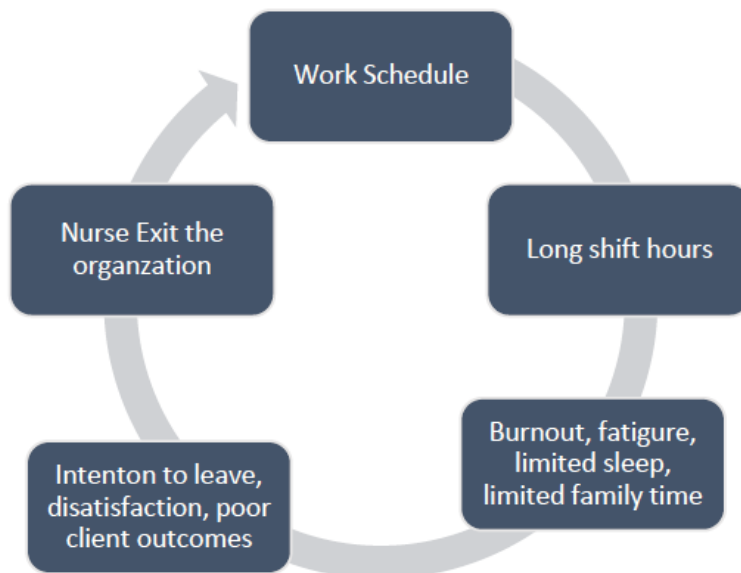 Work Schedule
Long shift hours
Burnout, fatigure,
limited sleep,
limited family time
Intenton to leave,
disatisfaction, poor
client outcomes
Nurse Exit the
organzation